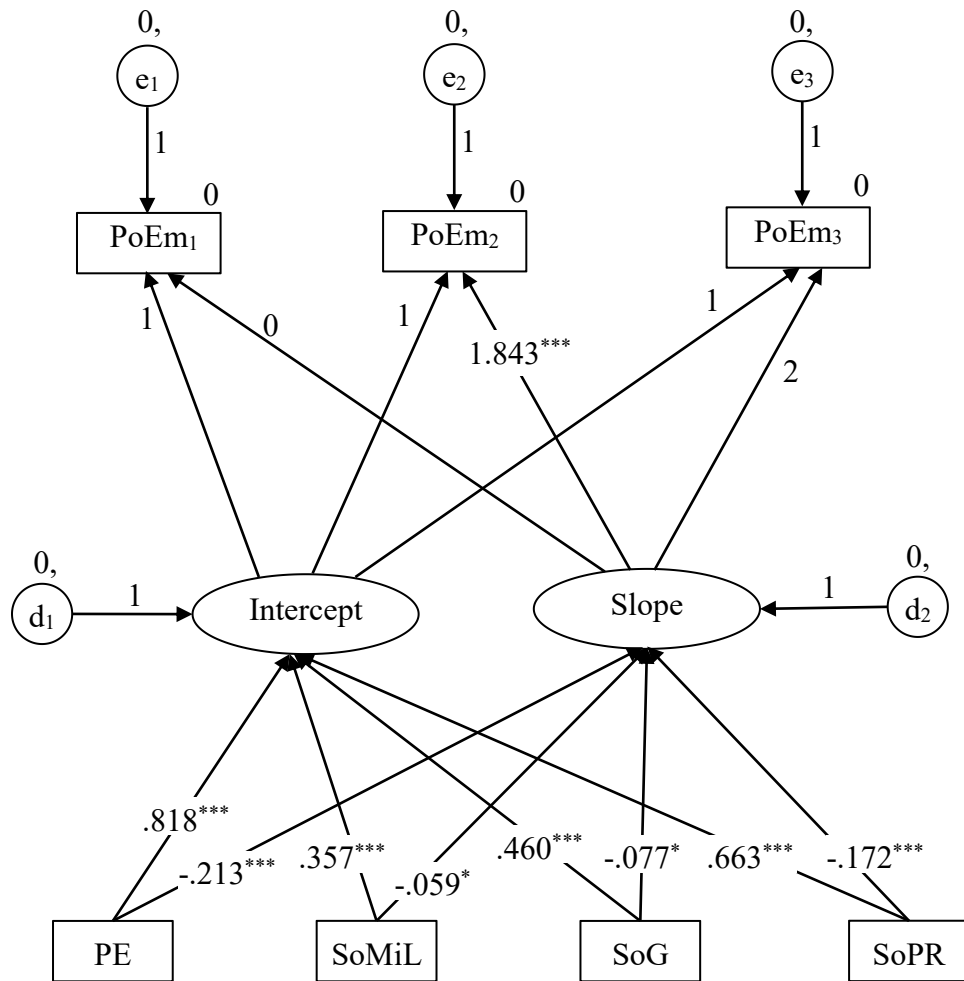 0, 0, 0,
e₁ e₂ e₃
1 1 1
0 0 0
PoEm₁ PoEm₂ PoEm₃
1 0 1 1
1.843***
2
0, 0,
d₁ 1 Intercept Slope 1 d₂
.818*** -.213*** .357*** -.059* .460*** -.077* .663*** -.172***
PE SoMiL SoG SoPR